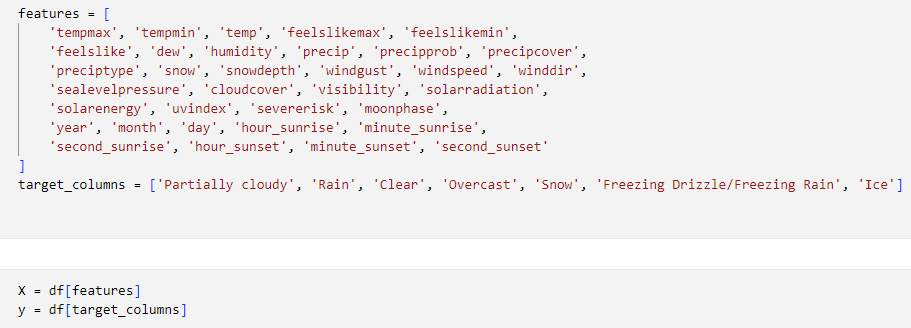 features = [
    'tempmax', 'tempmin', 'temp', 'feelslikemax', 'feelslikemin',
    'feelslike', 'dew', 'humidity', 'precip', 'precipprob', 'precipcover',
    'preciptype', 'snow', 'snowdepth', 'windgust', 'windspeed', 'winddir',
    'sealevelpressure', 'cloudcover', 'visibility', 'solarradiation',
    'solarenergy', 'uvindex', 'severerisk', 'moonphase',
    'year', 'month', 'day', 'hour_sunrise', 'minute_sunrise',
    'second_sunrise', 'hour_sunset', 'minute_sunset', 'second_sunset'
]
target_columns = ['Partially cloudy', 'Rain', 'Clear', 'Overcast', 'Snow', 'Freezing Drizzle/Freezing Rain', 'Ice']
X = df[features]
y = df[target_columns]